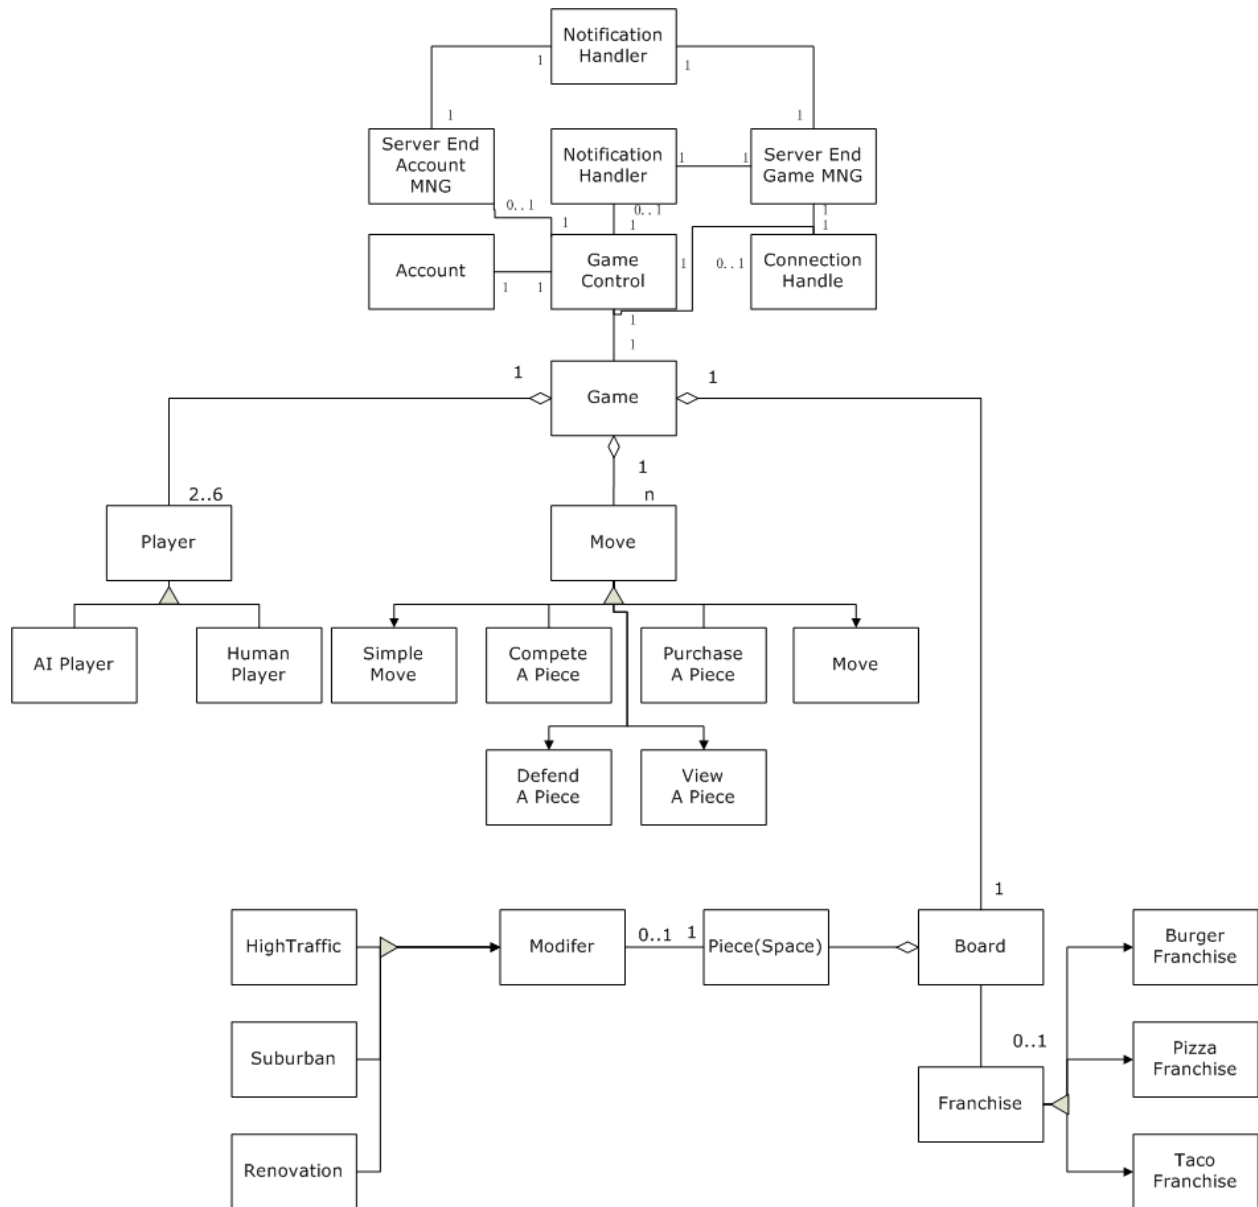 Notification
Handler
1
1
1
1
Server End
Account
MNG
Notification
Handler
1
1
Server End
Game MNG
0..1
1
0..1
1
1
1
Account
1
1
Game
Control
1
0..1
Connection
Handle
1
1
1
Game
1
1
n
2..6
Player
Move
AI Player
Human
Player
Simple
Move
Compete
A Piece
Purchase
A Piece
Move
Defend
A Piece
View
A Piece
1
HighTraffic
Modifer
0..1
1
Piece(Space)
Board
Burger
Franchise
Suburban
0..1
Pizza
Franchise
Franchise
Renovation
Taco
Franchise